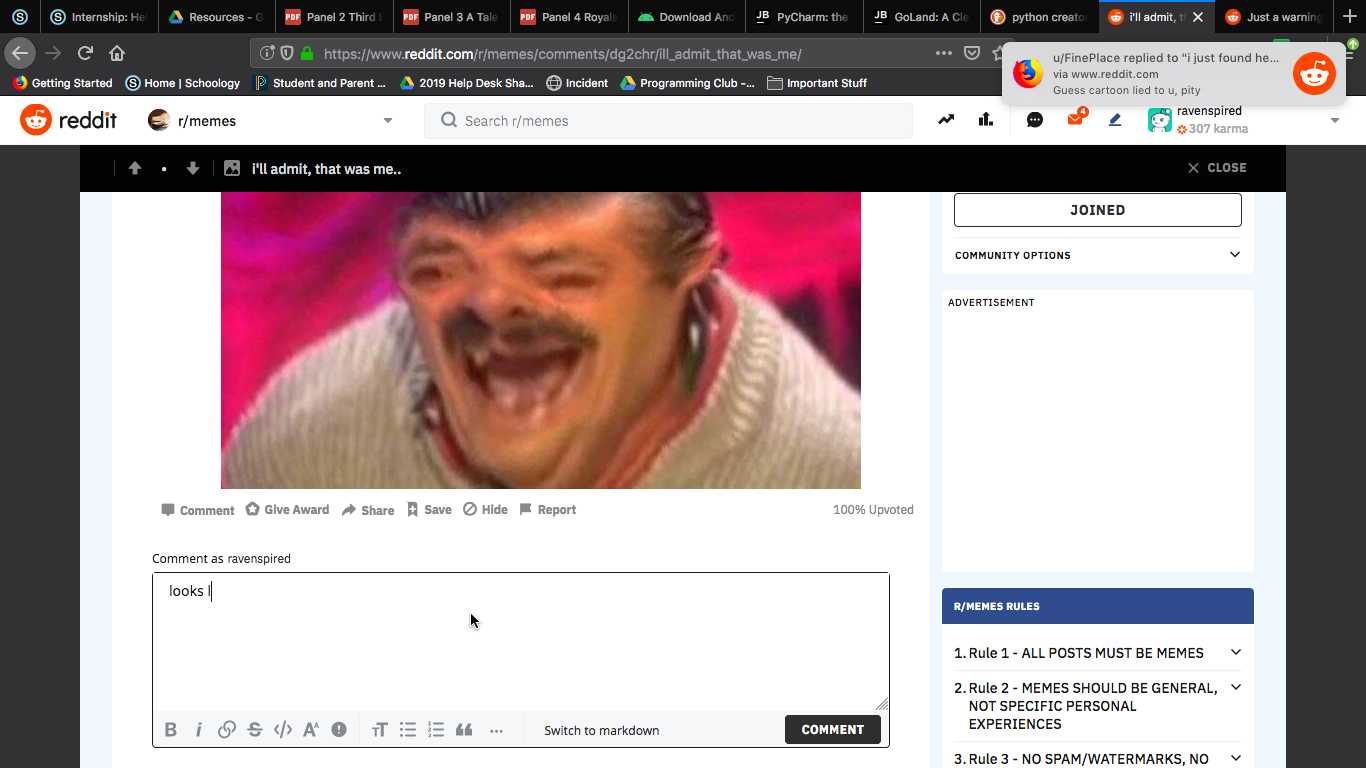 Internship: He
Resources - G
PDF Panel 2 Third
PDF Panel 3 A Tale
PDF Panel 4 Royals
Download And
JB PyCharm: the
JB GoLand: A Cle
python creato
i'll admit, t
Just a warning
https://www.reddit.com/r/memes/comments/dg2chr/ill_admit_that_was_me/
Getting Started
Home | Schoology
Student and Parent ...
2019 Help Desk Sha...
Incident
Programming Club -...
Important Stuff
u/FinePlace replied to "i just found he...
via www.reddit.com
Guess cartoon lied to u, pity
reddit
r/memes
Search r/memes
4
ravenspired
307 karma
i'll admit, that was me..
CLOSE
JOINED
COMMUNITY OPTIONS
ADVERTISEMENT
Comment
Give Award
Share
Save
Hide
Report
100% Upvoted
Comment as ravenspired
looks l
B i S </> A T
Switch to markdown
COMMENT
R/MEMES RULES
1. Rule 1 - ALL POSTS MUST BE MEMES
2. Rule 2 - MEMES SHOULD BE GENERAL,
NOT SPECIFIC PERSONAL
EXPERIENCES
3. Rule 3 - NO SPAM/WATERMARKS, NO